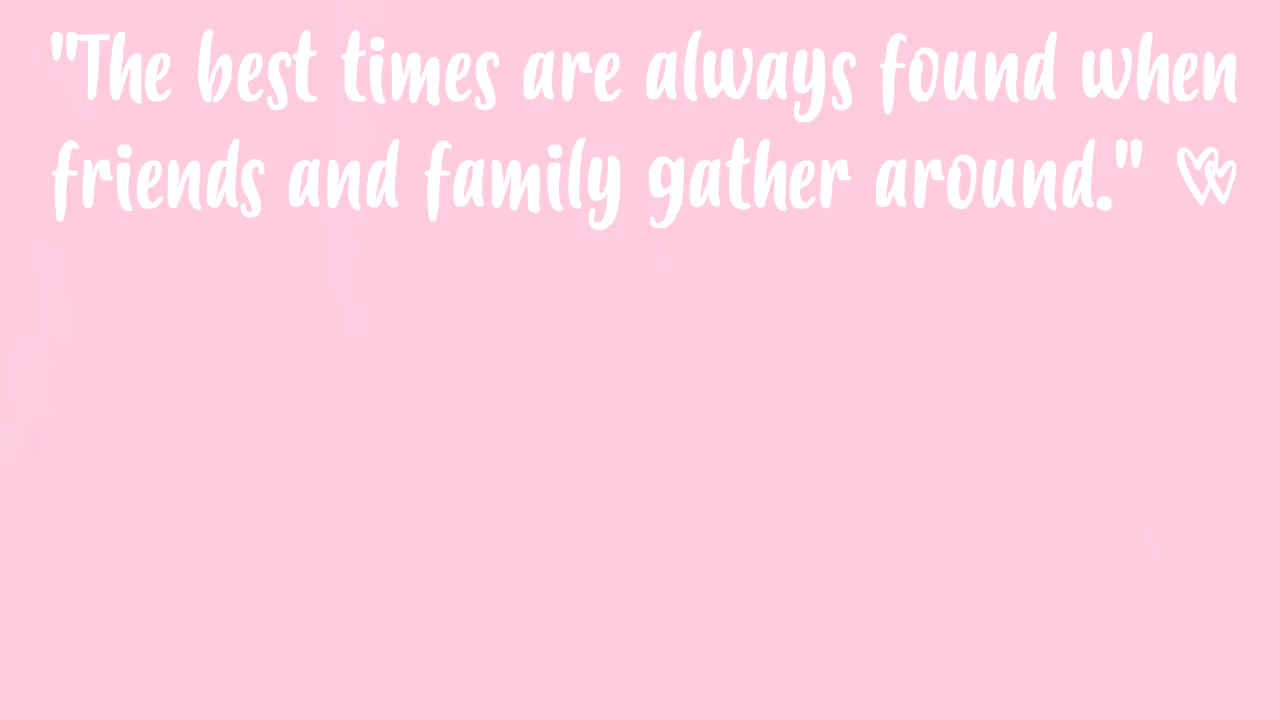 "The best times are always found when
friends and family gather around."